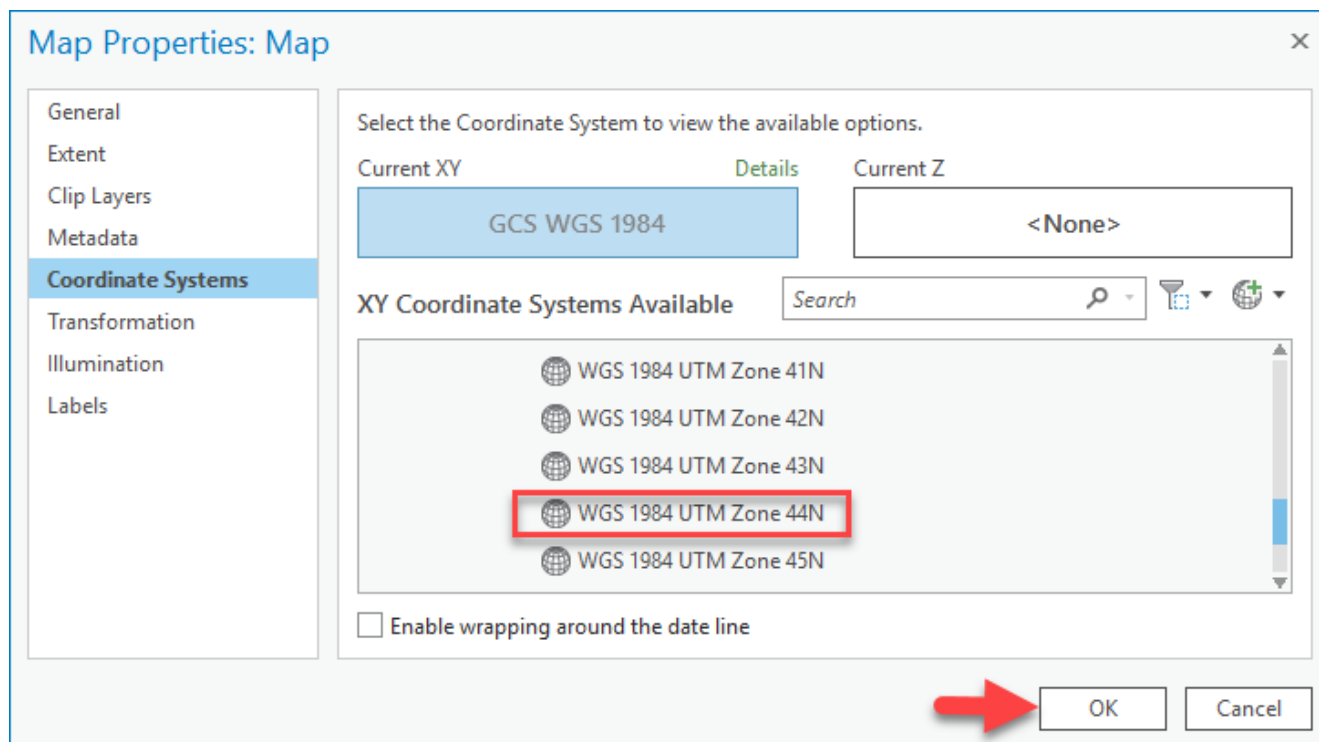 Map Properties: Map
General
Extent
Clip Layers
Metadata
Coordinate Systems
Transformation
Illumination
Labels
Select the Coordinate System to view the available options.
Current XY Details Current Z
GCS WGS 1984 <None>
XY Coordinate Systems Available Search
WGS 1984 UTM Zone 41N
WGS 1984 UTM Zone 42N
WGS 1984 UTM Zone 43N
WGS 1984 UTM Zone 44N
WGS 1984 UTM Zone 45N
Enable wrapping around the date line
OK Cancel